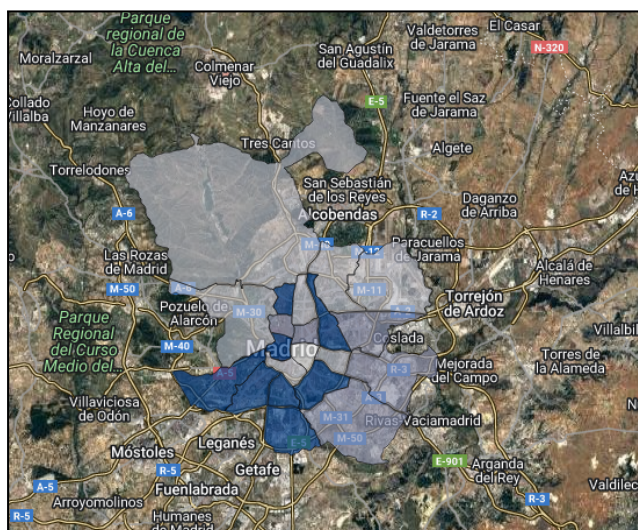 Parque
regional de
la Cuenca
Alta del...
Moralzarzal
Colmenar
Viejo
San Agustín
del Guadalix
Valdetorres
de Jarama
El Casar
N-320
Collado
Villalba
Hoyo de
Manzanares
E-5
Fuente el Saz
de Jarama
Tres Cantos
Algete
Torrelodones
San Sebastián
de los Reyes
R-2
Daganzo
de Arriba
A-6
Alcobendas
M-12
Paracuellos
de Jarama
Las Rozas
de Madrid
Alcalá de
Henares
M-50
A-6
M-11
Pozuelo de
Alarcón
M-30
Torrejón
de Ardoz
Parque
Regional
del Curso
Medio del...
M-40
Madrid
Coslada
Villalbil
R-3
Mejorada
del Campo
Torres de
la Alameda
Villaviciosa
de Odón
M-31
Rivas-Vaciamadrid
Leganés
E-5
M-50
Móstoles
Getafe
E-901
R-5
Arganda
del Rey
A-5
Fuenlabrada
R-3
Valdilec
Arroyomolinos
R-5
Humanes
de Madrid